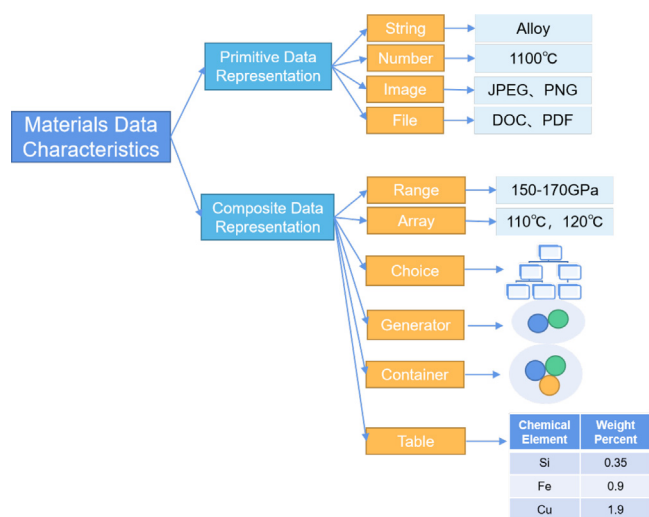 Materials Data
Characteristics
Primitive Data
Representation
String
Alloy
Number
1100℃
Image
JPEG、PNG
File
DOC、PDF
Composite Data
Representation
Range
150-170GPa
Array
110℃，120℃
Choice
Generator
Container
Table
Chemical Element
Weight Percent
Si 0.35
Fe 0.9
Cu 1.9